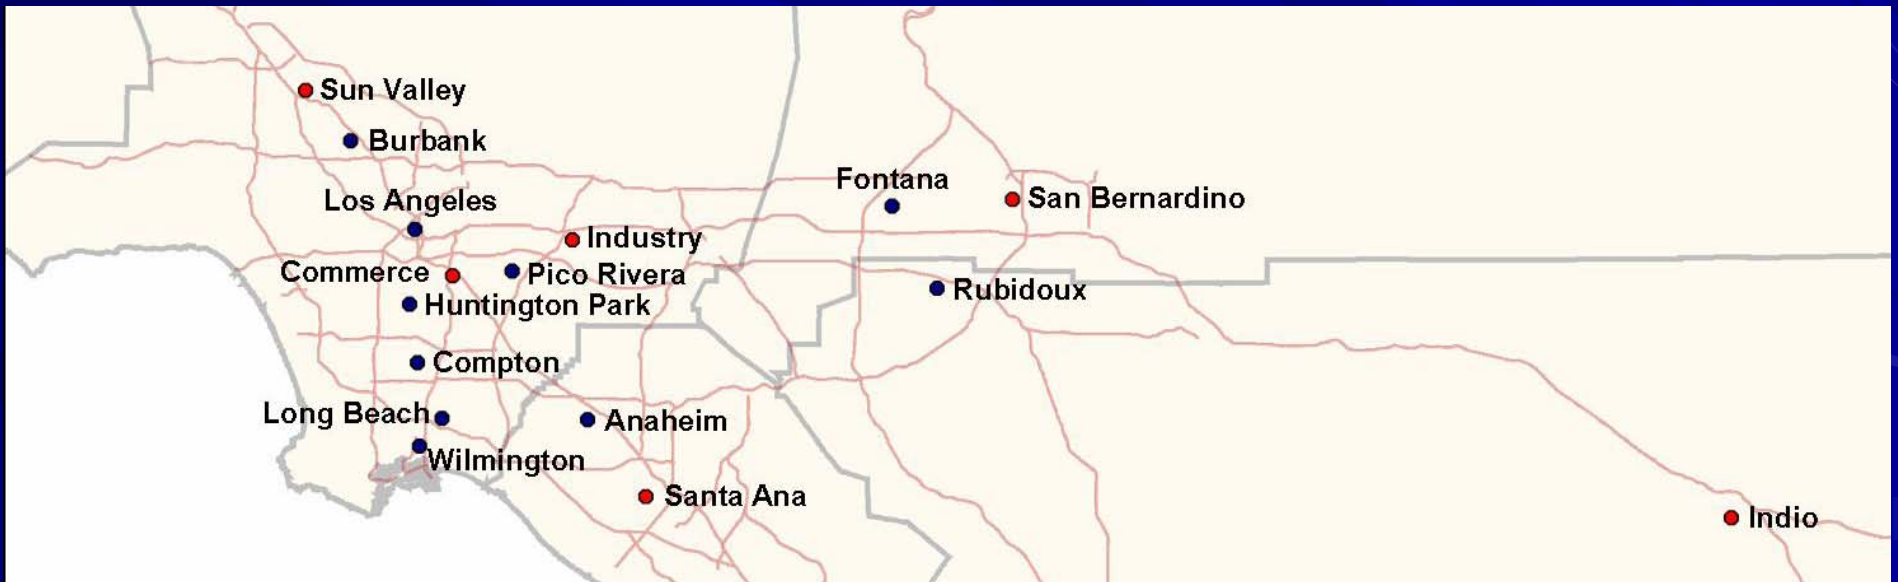 Sun Valley
Burbank
Fontana
San Bernardino
Los Angeles
Industry
Commerce
Pico Rivera
Rubidoux
Huntington Park
Compton
Long Beach
Anaheim
Wilmington
Santa Ana
Indio